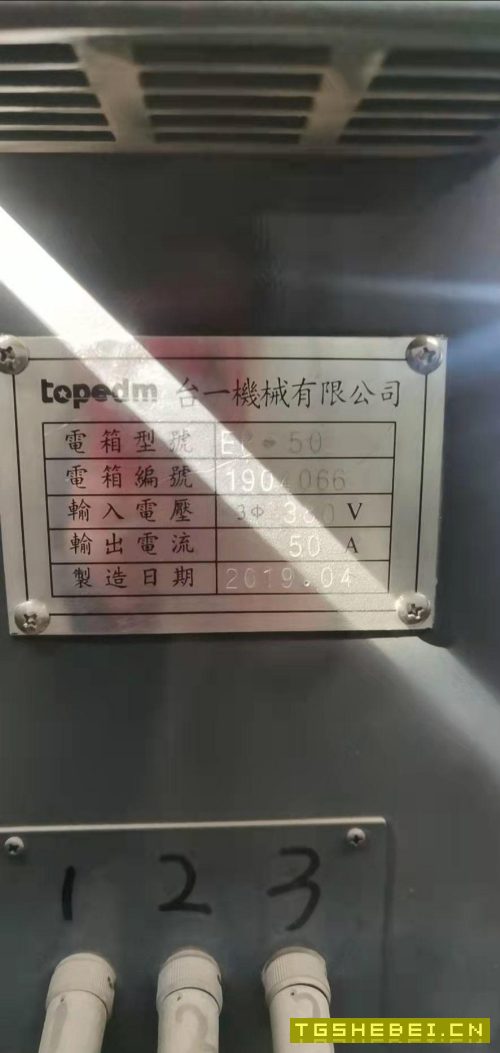 topedm 台一機械有限公司
電箱型號 50
電箱編號 1904066
輸入電壓 3Φ 380 V
輸出電流 50 A
製造日期 2019.04
1 2 3
TGSHEBEI.CN